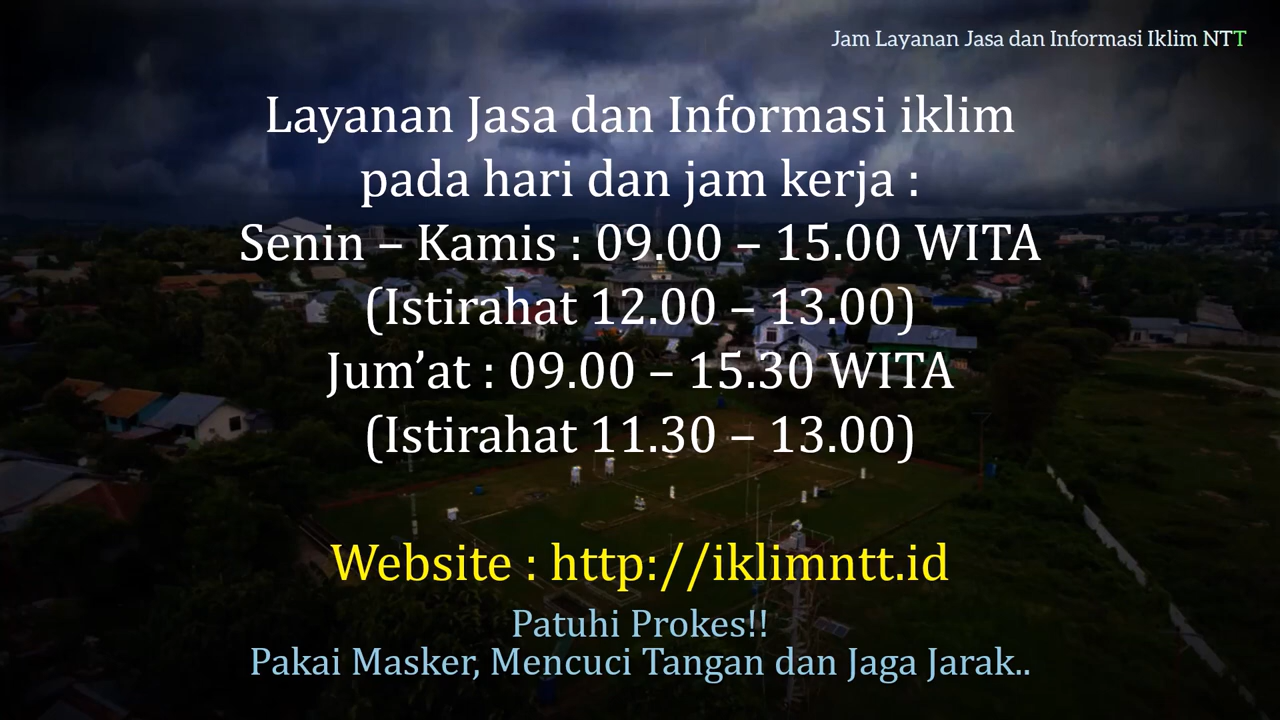 Jam Layanan Jasa dan Informasi Iklim NTT
Layanan Jasa dan Informasi iklim
pada hari dan jam kerja :
Senin – Kamis : 09.00 – 15.00 WITA
(Istirahat 12.00 – 13.00)
Jum’at : 09.00 – 15.30 WITA
(Istirahat 11.30 – 13.00)
Website : http://iklimntt.id
Patuhi Prokes!!
Pakai Masker, Mencuci Tangan dan Jaga Jarak..